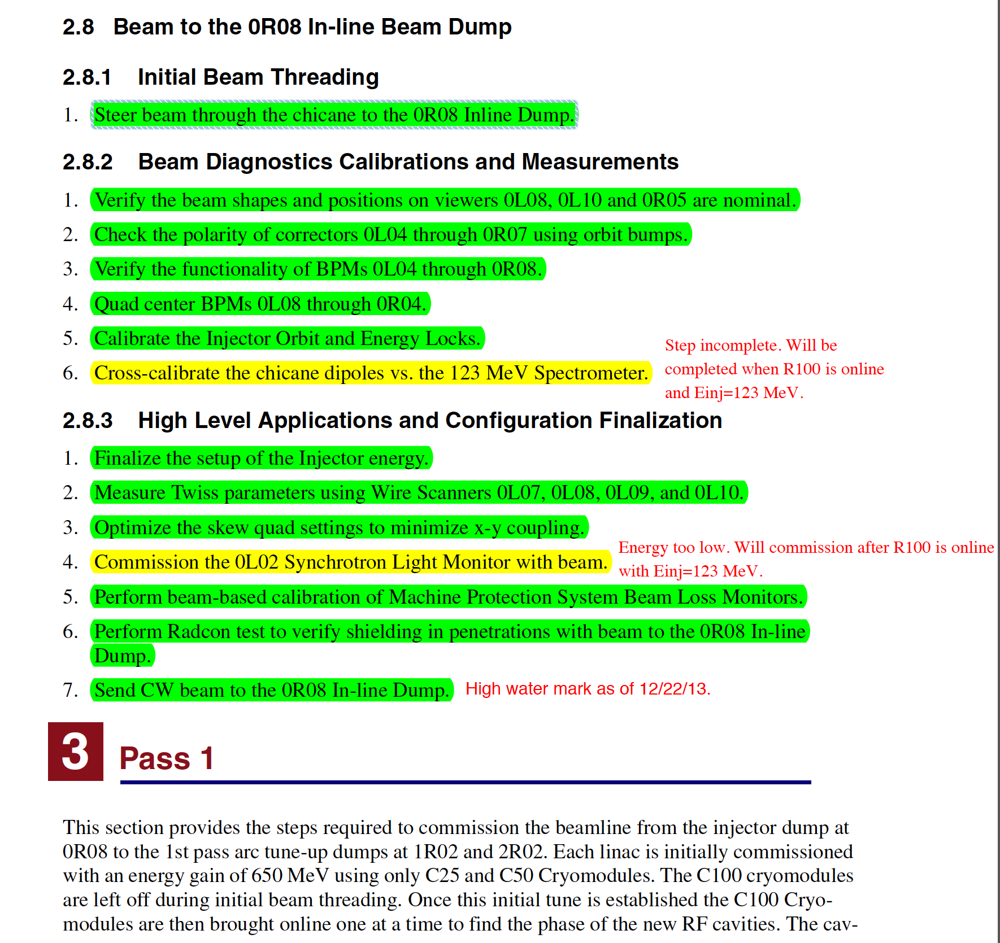 2.8 Beam to the 0R08 In-line Beam Dump
2.8.1 Initial Beam Threading
1. Steer beam through the chicane to the 0R08 Inline Dump.
2.8.2 Beam Diagnostics Calibrations and Measurements
1. Verify the beam shapes and positions on viewers 0L08, 0L10 and 0R05 are nominal.
2. Check the polarity of correctors 0L04 through 0R07 using orbit bumps.
3. Verify the functionality of BPMs 0L04 through 0R08.
4. Quad center BPMs 0L08 through 0R04.
5. Calibrate the Injector Orbit and Energy Locks.
6. Cross-calibrate the chicane dipoles vs. the 123 MeV Spectrometer.
Step incomplete. Will be
completed when R100 is online
and Einj=123 MeV.
2.8.3 High Level Applications and Configuration Finalization
1. Finalize the setup of the Injector energy.
2. Measure Twiss parameters using Wire Scanners 0L07, 0L08, 0L09, and 0L10.
3. Optimize the skew quad settings to minimize x-y coupling.
4. Commission the 0L02 Synchrotron Light Monitor with beam.
Energy too low. Will commission after R100 is online
with Einj=123 MeV.
5. Perform beam-based calibration of Machine Protection System Beam Loss Monitors.
6. Perform Radcon test to verify shielding in penetrations with beam to the 0R08 In-line
Dump.
7. Send CW beam to the 0R08 In-line Dump. High water mark as of 12/22/13.
3 Pass 1
This section provides the steps required to commission the beamline from the injector dump at
0R08 to the 1st pass arc tune-up dumps at 1R02 and 2R02. Each linac is initially commissioned
with an energy gain of 650 MeV using only C25 and C50 Cryomodules. The C100 cryomodules
are left off during initial beam threading. Once this initial tune is established the C100 Cryo-
modules are then brought online one at a time to find the phase of the new RF cavities. The cav-